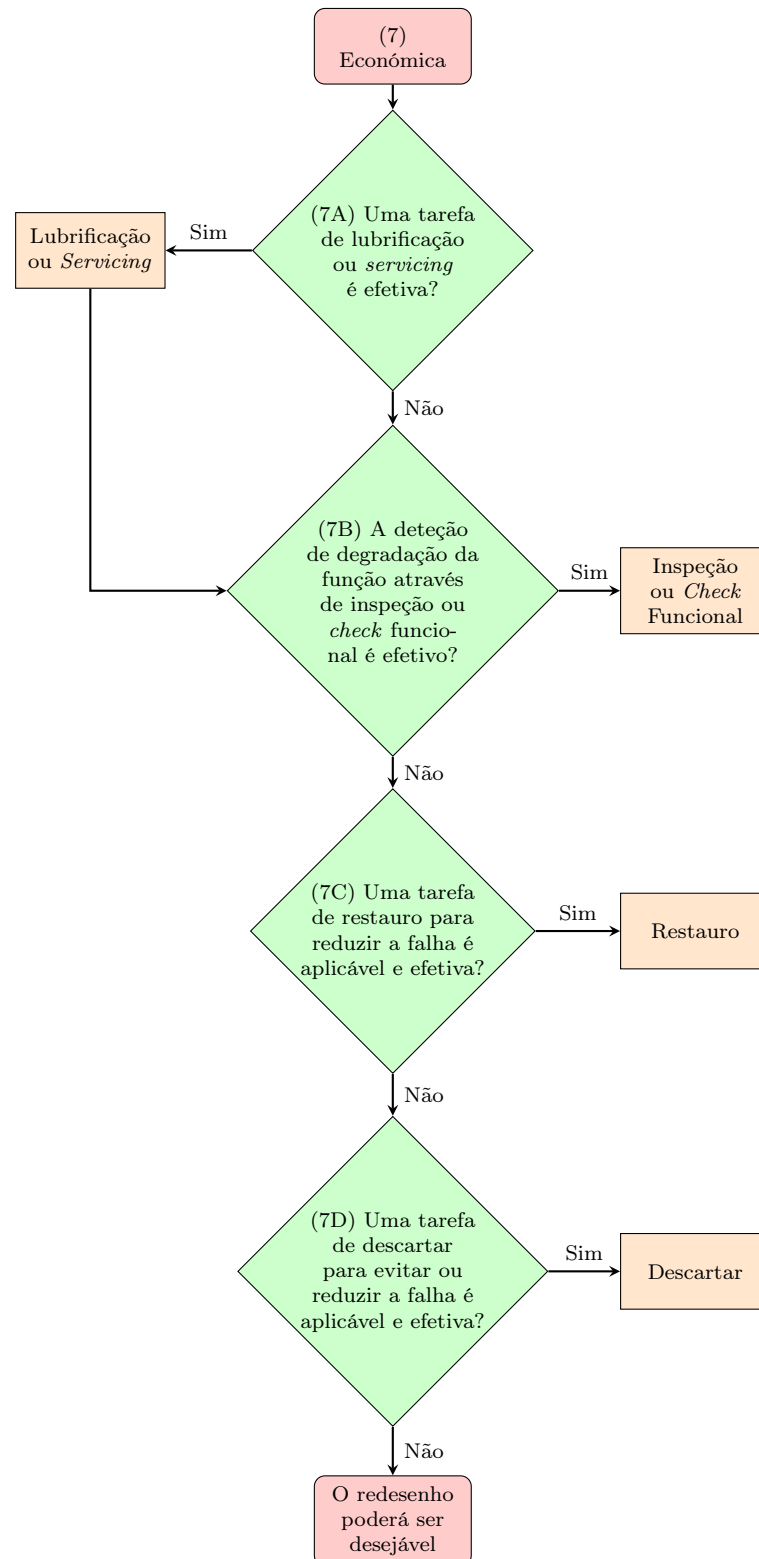 (7)
Económica
(7A) Uma tarefa
de lubrificação
ou servicing
é efetiva?
Sim
Lubrificação
ou Servicing
Não
(7B) A deteção
de degradação da
função através
de inspeção ou
check funcio-
nal é efetivo?
Sim
Inspeção
ou Check
Funcional
Não
(7C) Uma tarefa
de restauro para
reduzir a falha é
aplicável e efetiva?
Sim
Restauro
Não
(7D) Uma tarefa
de descartar
para evitar ou
reduzir a falha é
aplicável e efetiva?
Sim
Descartar
Não
O redesenho
poderá ser
desejável